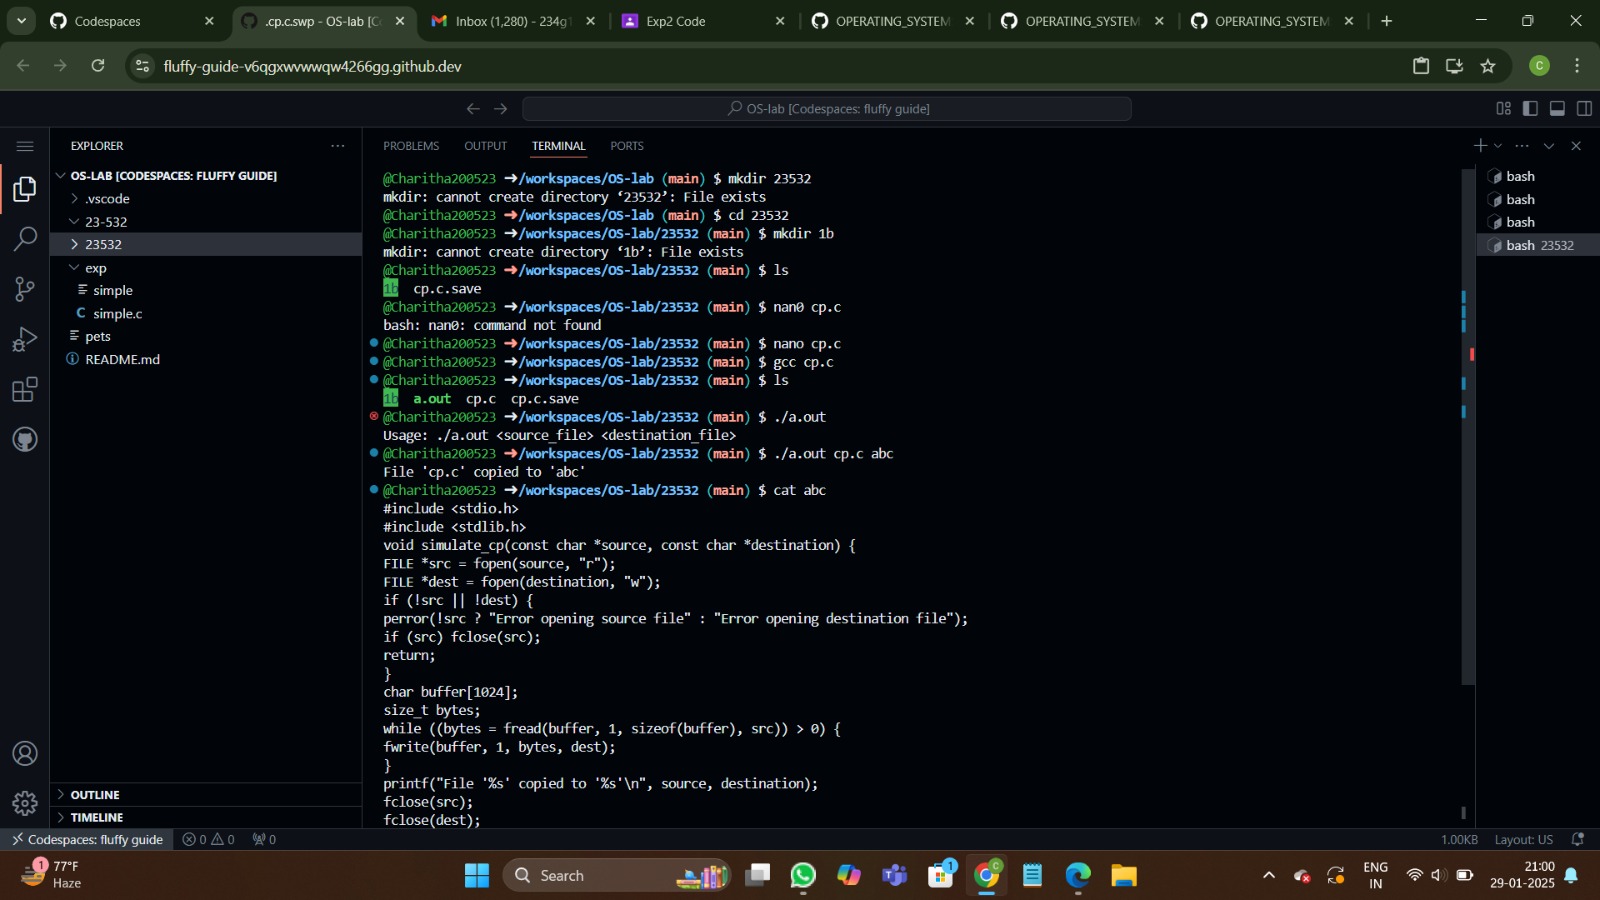 Codespaces
.cp.c.swp - OS-lab [C
Inbox (1,280) - 234g1
Exp2 Code
OPERATING_SYSTEM
OPERATING_SYSTEM
OPERATING_SYSTEM
fluffy-guide-v6qgxwvwwqw4266gg.github.dev
C
OS-lab [Codespaces: fluffy guide]
EXPLORER
OS-LAB [CODESPACES: FLUFFY GUIDE]
.vscode
23-532
23532
exp
simple
C simple.c
pets
README.md
OUTLINE
TIMELINE
PROBLEMS OUTPUT TERMINAL PORTS
@Charitha200523 ➜/workspaces/OS-lab (main) $ mkdir 23532
mkdir: cannot create directory ‘23532’: File exists
@Charitha200523 ➜/workspaces/OS-lab (main) $ cd 23532
@Charitha200523 ➜/workspaces/OS-lab/23532 (main) $ mkdir 1b
mkdir: cannot create directory ‘1b’: File exists
@Charitha200523 ➜/workspaces/OS-lab/23532 (main) $ ls
1b cp.c.save
@Charitha200523 ➜/workspaces/OS-lab/23532 (main) $ nan0 cp.c
bash: nan0: command not found
@Charitha200523 ➜/workspaces/OS-lab/23532 (main) $ nano cp.c
@Charitha200523 ➜/workspaces/OS-lab/23532 (main) $ gcc cp.c
@Charitha200523 ➜/workspaces/OS-lab/23532 (main) $ ls
1b a.out cp.c cp.c.save
@Charitha200523 ➜/workspaces/OS-lab/23532 (main) $ ./a.out
Usage: ./a.out <source_file> <destination_file>
@Charitha200523 ➜/workspaces/OS-lab/23532 (main) $ ./a.out cp.c abc
File 'cp.c' copied to 'abc'
@Charitha200523 ➜/workspaces/OS-lab/23532 (main) $ cat abc
#include <stdio.h>
#include <stdlib.h>
void simulate_cp(const char *source, const char *destination) {
FILE *src = fopen(source, "r");
FILE *dest = fopen(destination, "w");
if (!src || !dest) {
perror(!src ? "Error opening source file" : "Error opening destination file");
if (src) fclose(src);
return;
}
char buffer[1024];
size_t bytes;
while ((bytes = fread(buffer, 1, sizeof(buffer), src)) > 0) {
fwrite(buffer, 1, bytes, dest);
}
printf("File '%s' copied to '%s'\n", source, destination);
fclose(src);
fclose(dest);
bash
bash
bash
bash 23532
Codespaces: fluffy guide
0 0 0
1.00KB Layout: US
1
77°F
Haze
Search
1
C
ENG
IN
21:00
29-01-2025